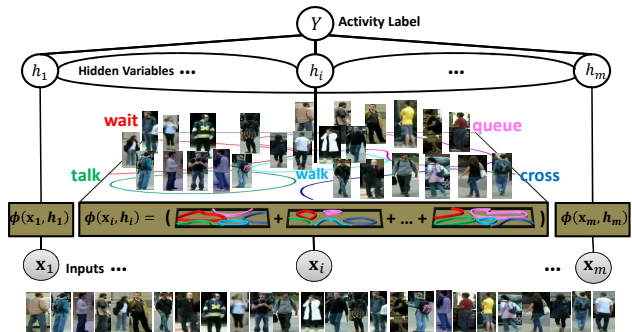 Y Activity Label
h₁ Hidden Variables ... hᵢ ... hₘ
wait queue
talk walk cross
ϕ(x₁, h₁) ϕ(xᵢ, hᵢ) = ( + + ... + ) ϕ(xₘ, hₘ)
x₁ Inputs ... xᵢ ... xₘ